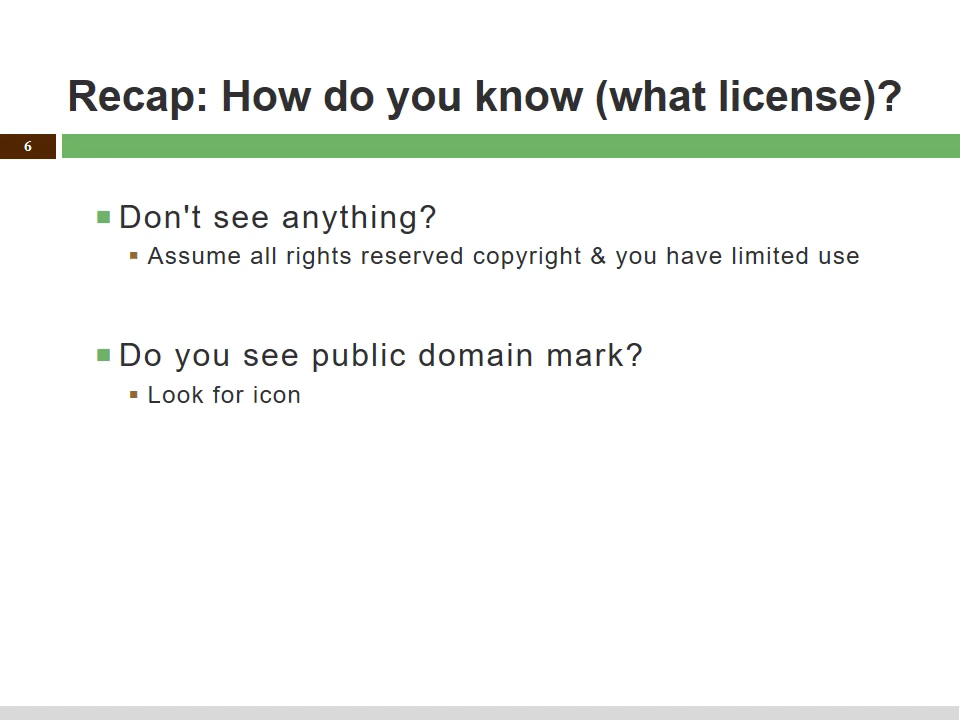 Recap: How do you know (what license)?
6
Don't see anything?
Assume all rights reserved copyright & you have limited use
Do you see public domain mark?
Look for icon